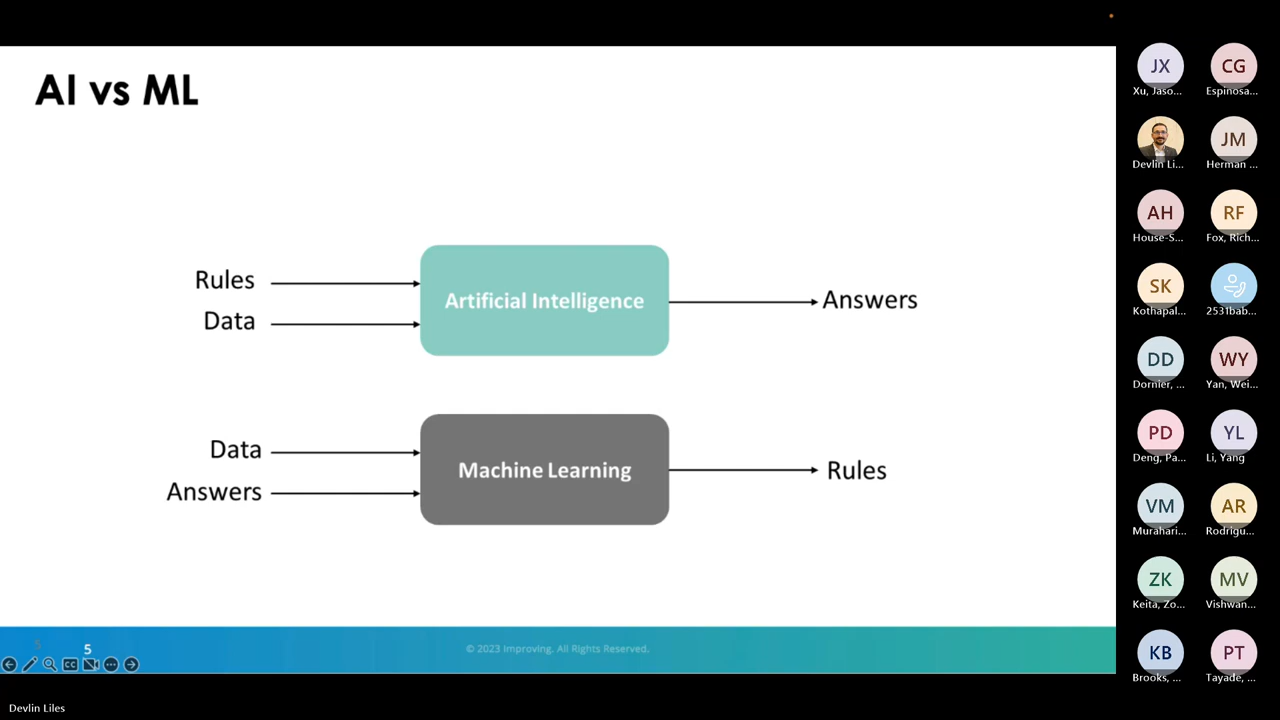 AI vs ML
Rules
Data
Artificial Intelligence
Answers
Data
Answers
Machine Learning
Rules
5
5
© 2023 Improving. All Rights Reserved.
CC
Devlin Liles
JX
Xu, Jaso...
CG
Espinosa...
Devlin Li...
JM
Herman ...
AH
House-S...
RF
Fox, Rich...
SK
Kothapal...
2531bab...
DD
Dornier, ...
WY
Yan, Wei...
PD
Deng, Pa...
YL
Li, Yang
VM
Murahari...
AR
Rodrigu...
ZK
Keita, Zo...
MV
Vishwan...
KB
Brooks, ...
PT
Tayade, ...